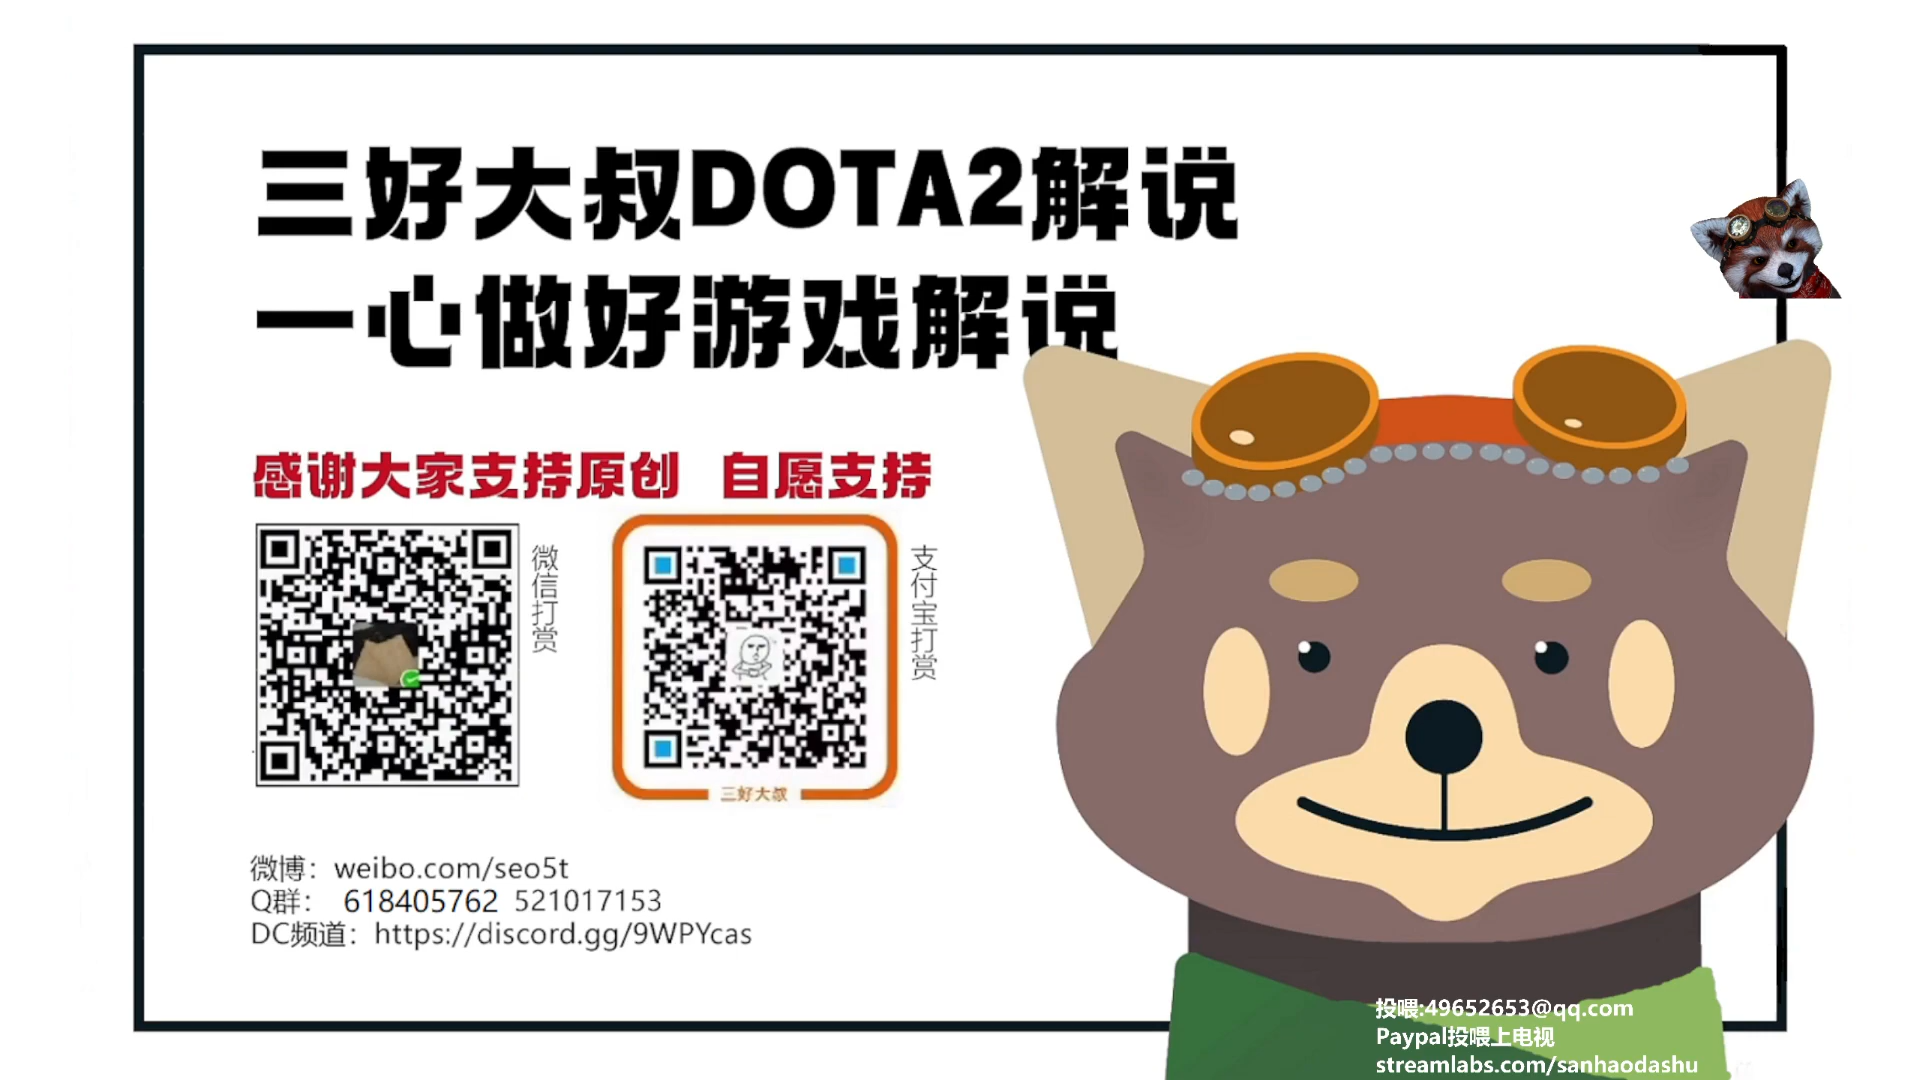 三好大叔DOTA2解说
一心做好游戏解说
感谢大家支持原创 自愿支持
微信打赏
支付宝打赏
三好大叔
微博：weibo.com/seo5t
Q群： 618405762 521017153
DC频道：https://discord.gg/9WPYcas
投喂:49652653@qq.com
Paypal投喂上电视
streamlabs.com/sanhaodashu